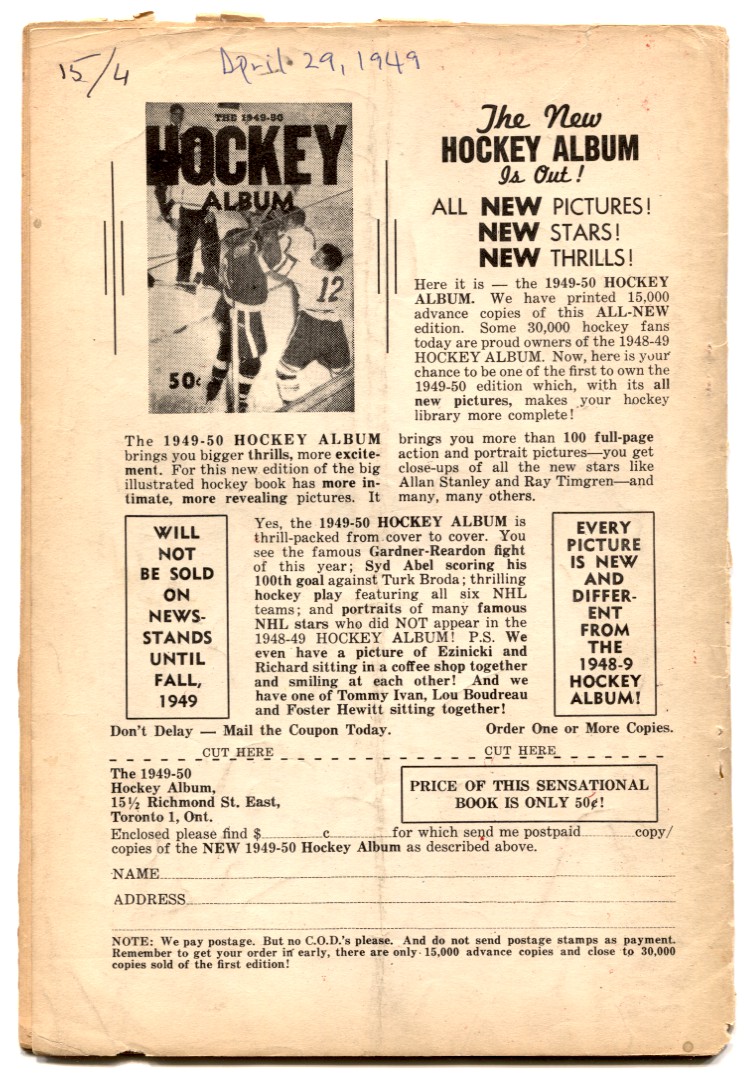 15/4
April 29, 1949
THE 1949-50
HOCKEY
ALBUM
12
50¢
The New
HOCKEY ALBUM
Is Out!
ALL NEW PICTURES!
NEW STARS!
NEW THRILLS!
Here it is — the 1949-50 HOCKEY
ALBUM. We have printed 15,000
advance copies of this ALL-NEW
edition. Some 30,000 hockey fans
today are proud owners of the 1948-49
HOCKEY ALBUM. Now, here is your
chance to be one of the first to own the
1949-50 edition which, with its all
new pictures, makes your hockey
library more complete!
The 1949-50 HOCKEY ALBUM
brings you bigger thrills, more excite-
ment. For this new edition of the big
illustrated hockey book has more in-
timate, more revealing pictures. It
brings you more than 100 full-page
action and portrait pictures—you get
close-ups of all the new stars like
Allan Stanley and Ray Timgren—and
many, many others.
WILL
NOT
BE SOLD
ON
NEWS-
STANDS
UNTIL
FALL,
1949
Yes, the 1949-50 HOCKEY ALBUM is
thrill-packed from cover to cover. You
see the famous Gardner-Reardon fight
of this year; Syd Abel scoring his
100th goal against Turk Broda; thrilling
hockey play featuring all six NHL
teams; and portraits of many famous
NHL stars who did NOT appear in the
1948-49 HOCKEY ALBUM! P.S. We
even have a picture of Ezinicki and
Richard sitting in a coffee shop together
and smiling at each other! And we
have one of Tommy Ivan, Lou Boudreau
and Foster Hewitt sitting together!
EVERY
PICTURE
IS NEW
AND
DIFFER-
ENT
FROM
THE
1948-9
HOCKEY
ALBUM!
Don't Delay — Mail the Coupon Today. Order One or More Copies.
CUT HERE CUT HERE
The 1949-50
Hockey Album,
15½ Richmond St. East,
Toronto 1, Ont.
PRICE OF THIS SENSATIONAL
BOOK IS ONLY 50¢!
Enclosed please find $ c for which send me postpaid copy/
copies of the NEW 1949-50 Hockey Album as described above.
NAME
ADDRESS
NOTE: We pay postage. But no C.O.D.'s please. And do not send postage stamps as payment.
Remember to get your order in early, there are only 15,000 advance copies and close to 30,000
copies sold of the first edition!